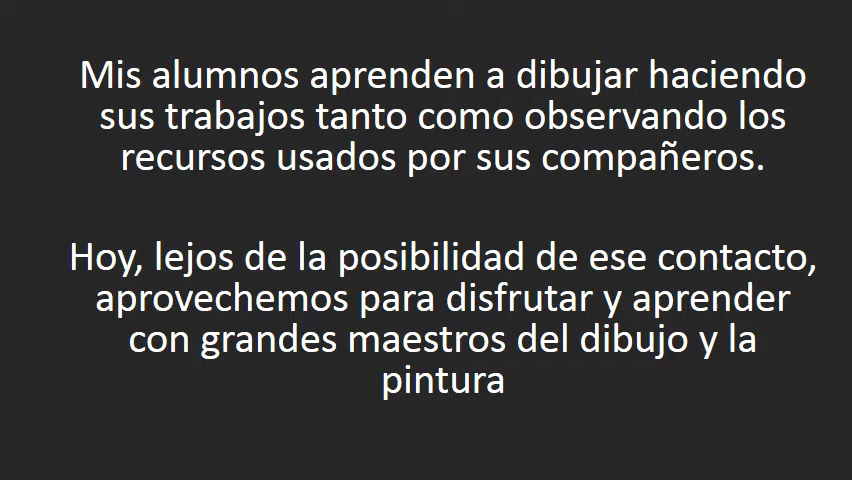 Mis alumnos aprenden a dibujar haciendo
sus trabajos tanto como observando los
recursos usados por sus compañeros.
Hoy, lejos de la posibilidad de ese contacto,
aprovechemos para disfrutar y aprender
con grandes maestros del dibujo y la
pintura